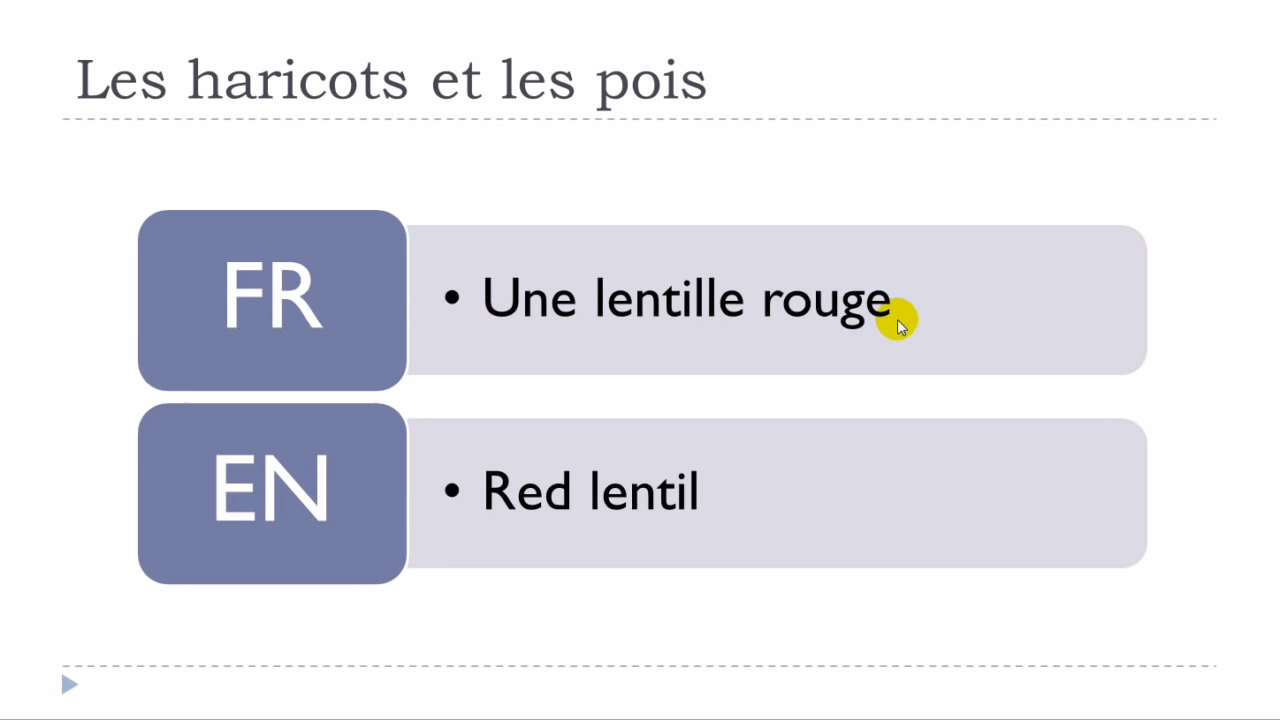 Les haricots et les pois
FR
• Une lentille rouge
EN
• Red lentil